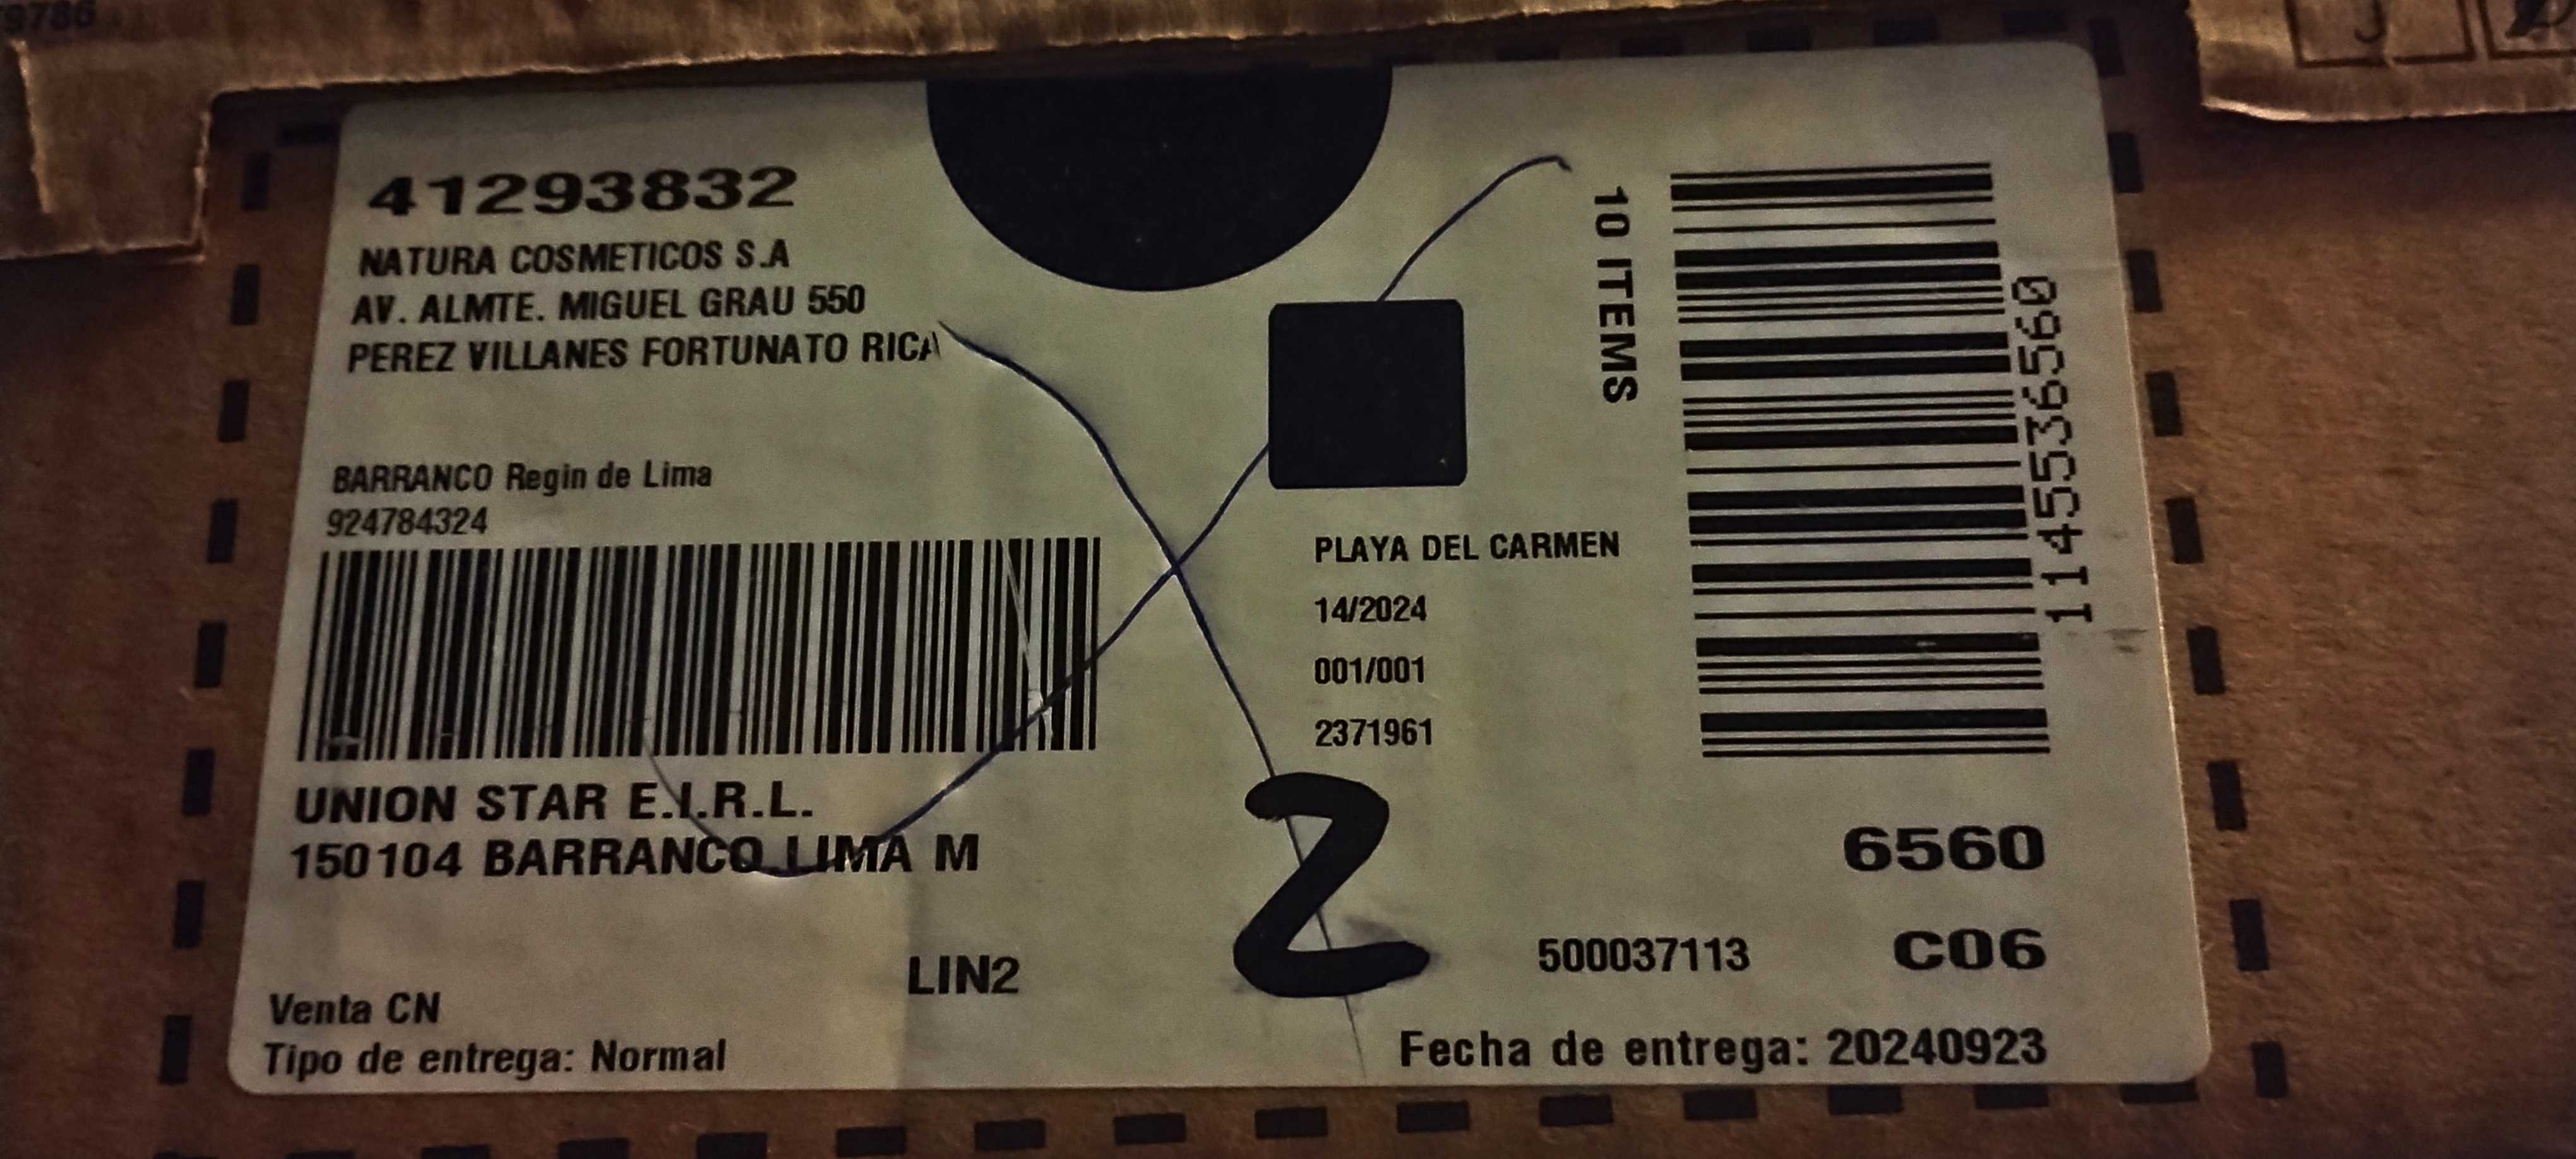 9786
J
41293832
NATURA COSMETICOS S.A
AV. ALMTE. MIGUEL GRAU 550
PEREZ VILLANES FORTUNATO RICA
BARRANCO Regin de Lima
924784324
UNION STAR E.I.R.L.
150104 BARRANCO LIMA M
LIN2
Venta CN
Tipo de entrega: Normal
10 ITEMS
1145536560
PLAYA DEL CARMEN
14/2024
001/001
2371961
2
6560
500037113 C06
Fecha de entrega: 20240923